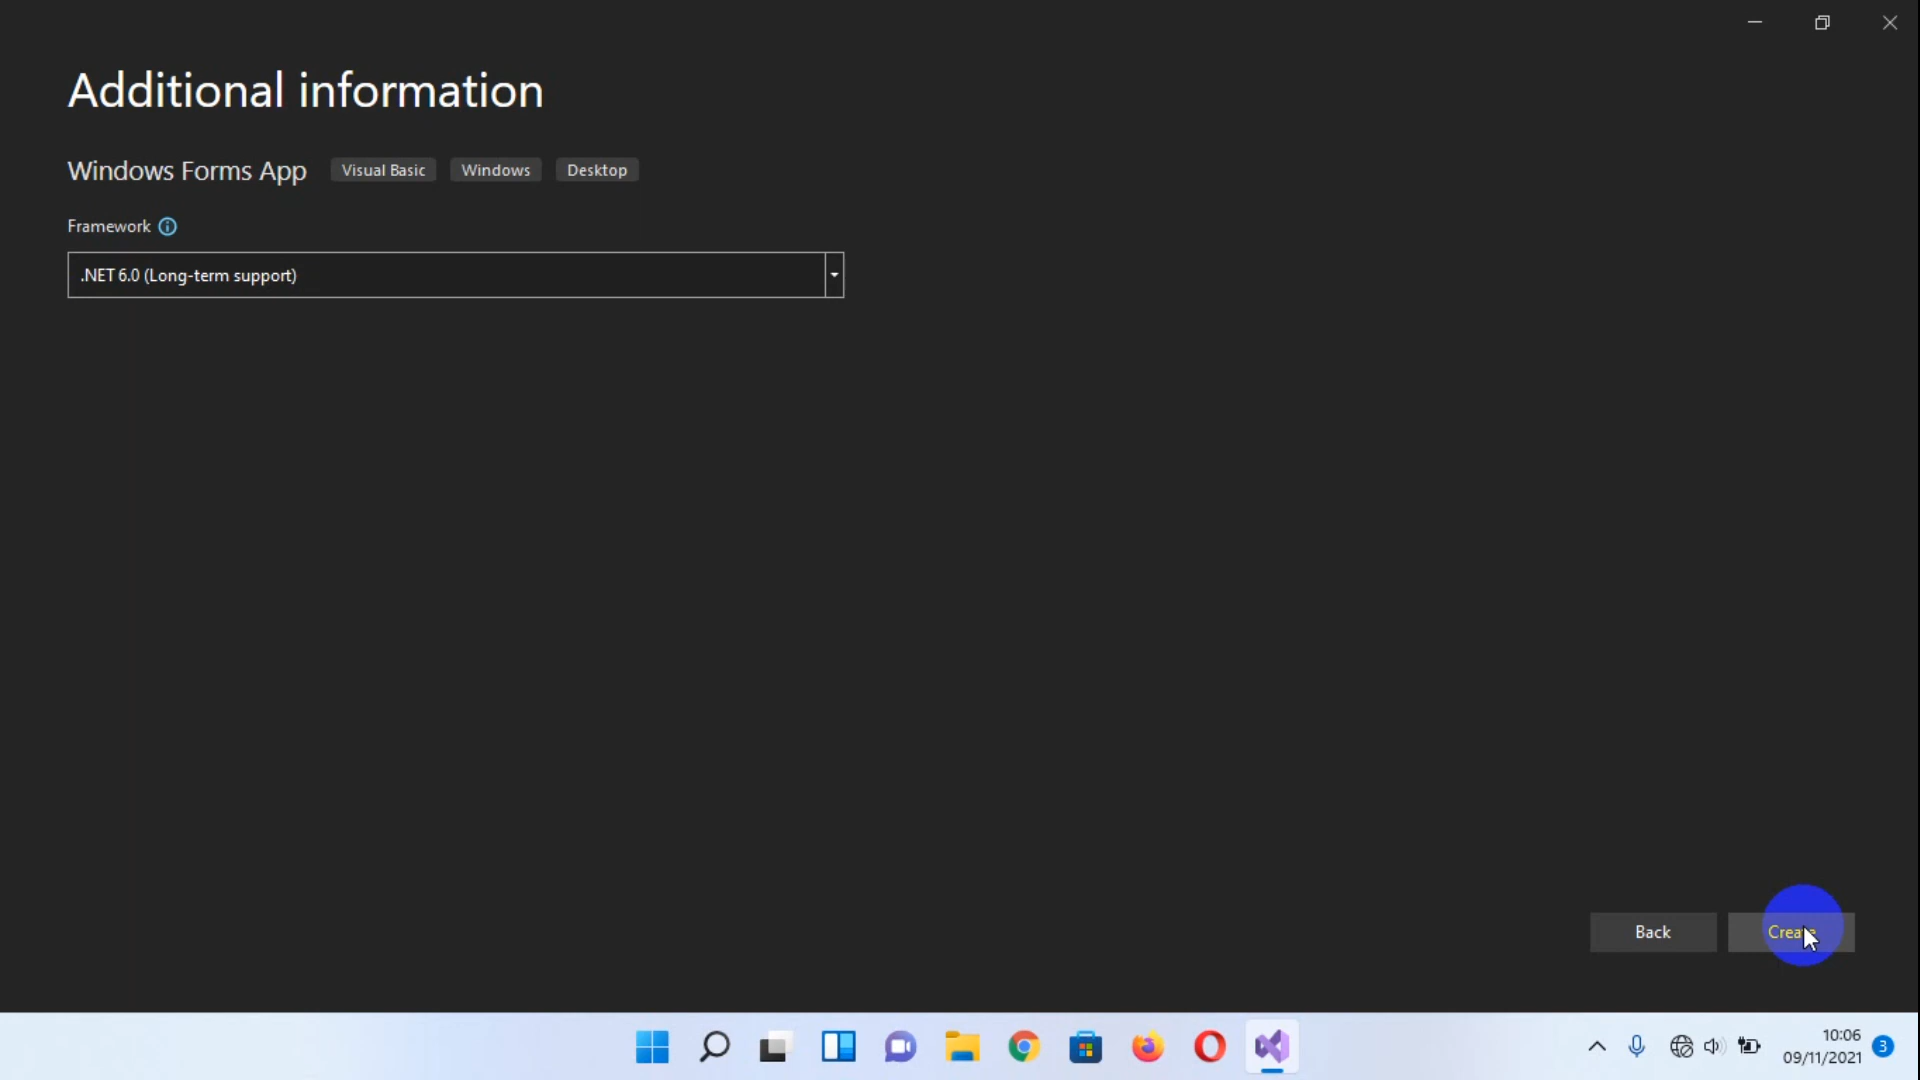 Additional information
Windows Forms App Visual Basic Windows Desktop
Framework
.NET 6.0 (Long-term support)
Back Create
10:06
09/11/2021 3